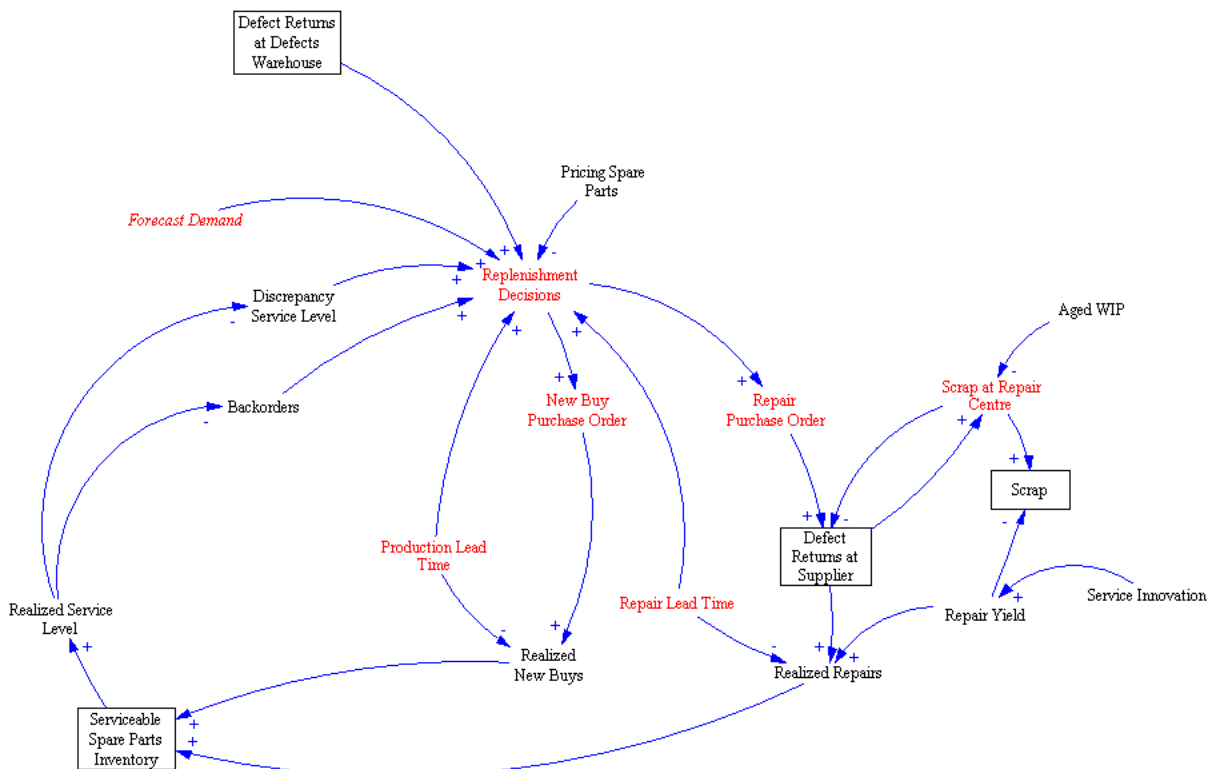 Defect Returns
at Defects
Warehouse
Pricing Spare
Parts
Forecast Demand
+
-
+
+
Replenishment
Decisions
+
Discrepancy
Service Level
-
+
+
+
Aged WIP
-
Scrap at Repair
Centre
+
Backorders
-
+
New Buy
Purchase Order
+
Repair
Purchase Order
+
Scrap
-
Production Lead
Time
+
-
Defect
Returns at
Supplier
Realized Service
Level
+
Repair Lead Time
Repair Yield
+
Service Innovation
-
+
Realized
New Buys
-
+
+
Realized Repairs
Serviceable
Spare Parts
Inventory
+
+